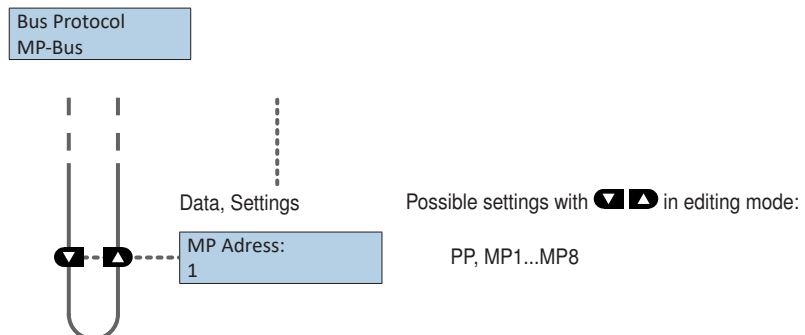 Bus Protocol
MP-Bus
Data, Settings
Possible settings with in editing mode:
MP Adress:
1
PP, MP1...MP8